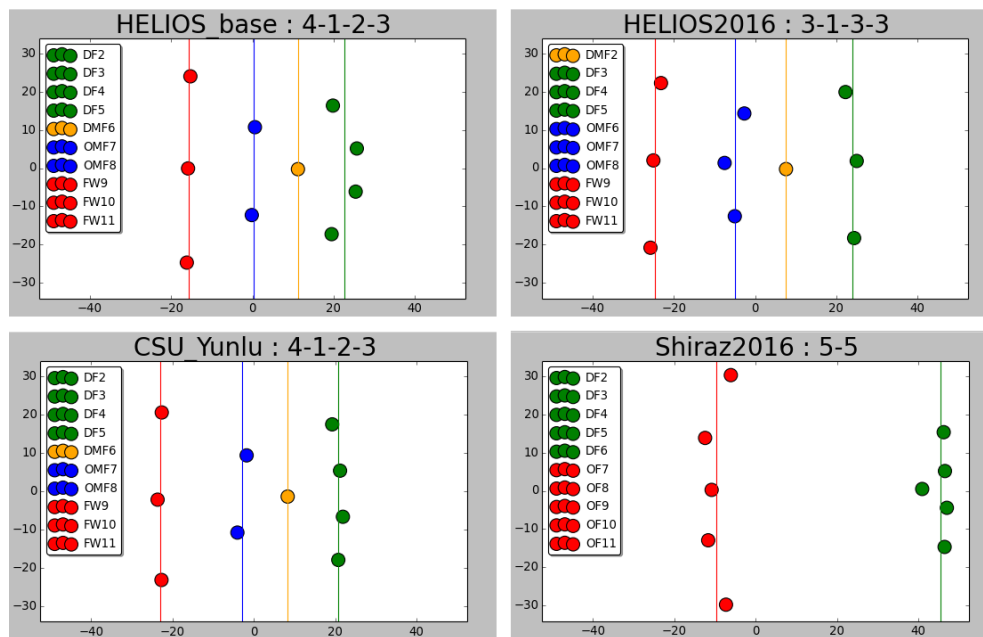 HELIOS_base : 4-1-2-3
30
20
10
0
−10
−20
−30
DF2
DF3
DF4
DF5
DMF6
OMF7
OMF8
FW9
FW10
FW11
−40 −20 0 20 40
HELIOS2016 : 3-1-3-3
30
20
10
0
−10
−20
−30
DMF2
DF3
DF4
DF5
OMF6
OMF7
OMF8
FW9
FW10
FW11
−40 −20 0 20 40
CSU_Yunlu : 4-1-2-3
30
20
10
0
−10
−20
−30
DF2
DF3
DF4
DF5
DMF6
OMF7
OMF8
FW9
FW10
FW11
−40 −20 0 20 40
Shiraz2016 : 5-5
30
20
10
0
−10
−20
−30
DF2
DF3
DF4
DF5
DF6
OF7
OF8
OF9
OF10
OF11
−40 −20 0 20 40